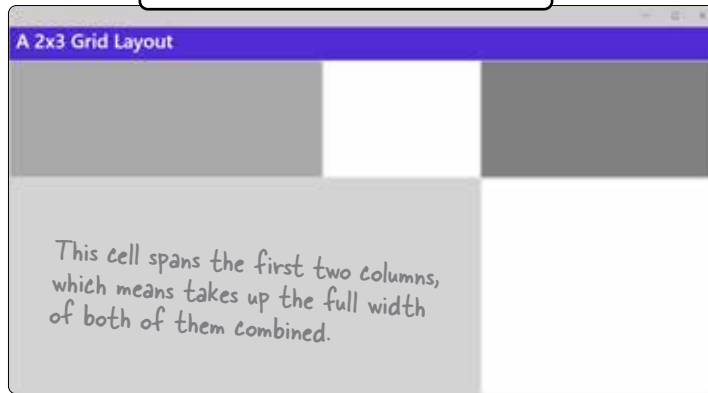 A 2x3 Grid Layout
This cell spans the first two columns,
which means takes up the full width
of both of them combined.